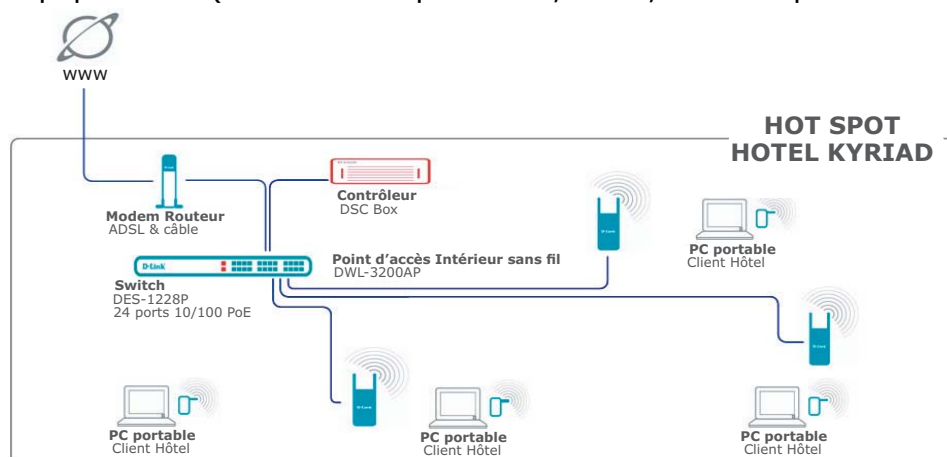 www
HOT SPOT
HOTEL KYRIAD
Contrôleur
DSC Box
Modem Routeur
ADSL & câble
PC portable
Client Hôtel
Point d’accès Intérieur sans fil
DWL-3200AP
D-Link
Switch
DES-1228P
24 ports 10/100 PoE
D-Link
PC portable
Client Hôtel
PC portable
Client Hôtel
PC portable
Client Hôtel